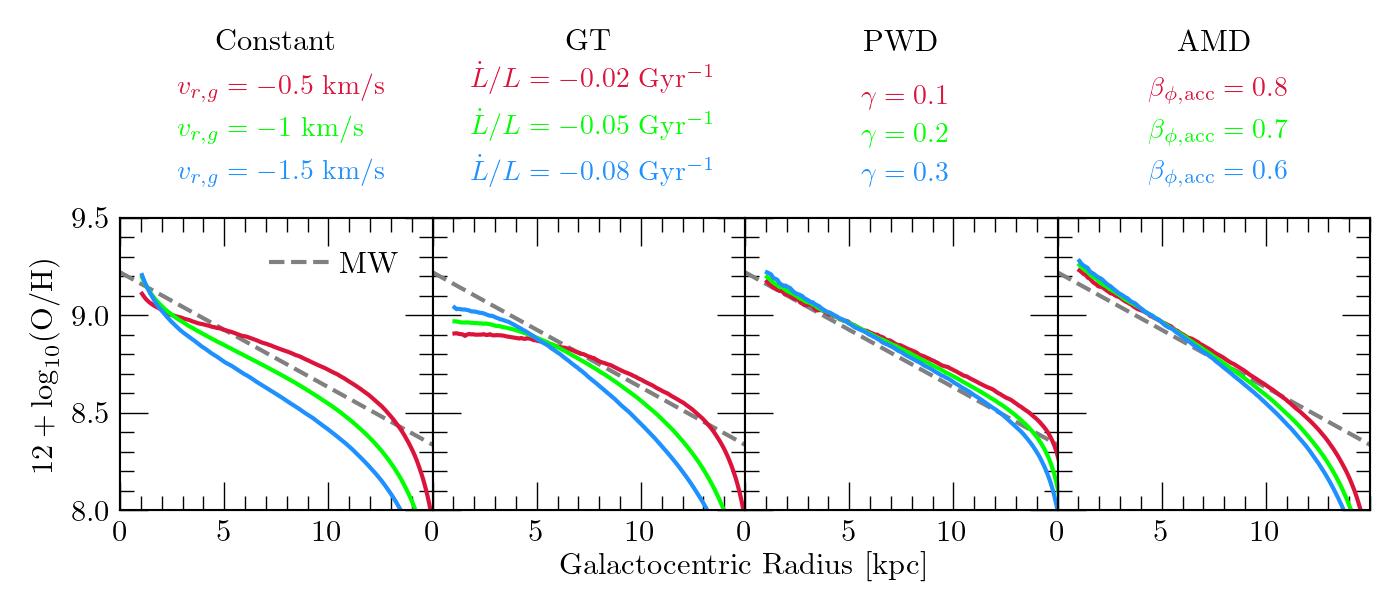 Constant GT PWD AMD
v_{r,g} = −0.5 km/s L̇/L = −0.02 Gyr⁻¹ γ = 0.1 β_{ϕ,acc} = 0.8
v_{r,g} = −1 km/s L̇/L = −0.05 Gyr⁻¹ γ = 0.2 β_{ϕ,acc} = 0.7
v_{r,g} = −1.5 km/s L̇/L = −0.08 Gyr⁻¹ γ = 0.3 β_{ϕ,acc} = 0.6
9.5
MW
9.0
8.5
8.0
12 + log₁₀(O/H)
0 5 10 0 5 10 0 5 10 0 5 10
Galactocentric Radius [kpc]